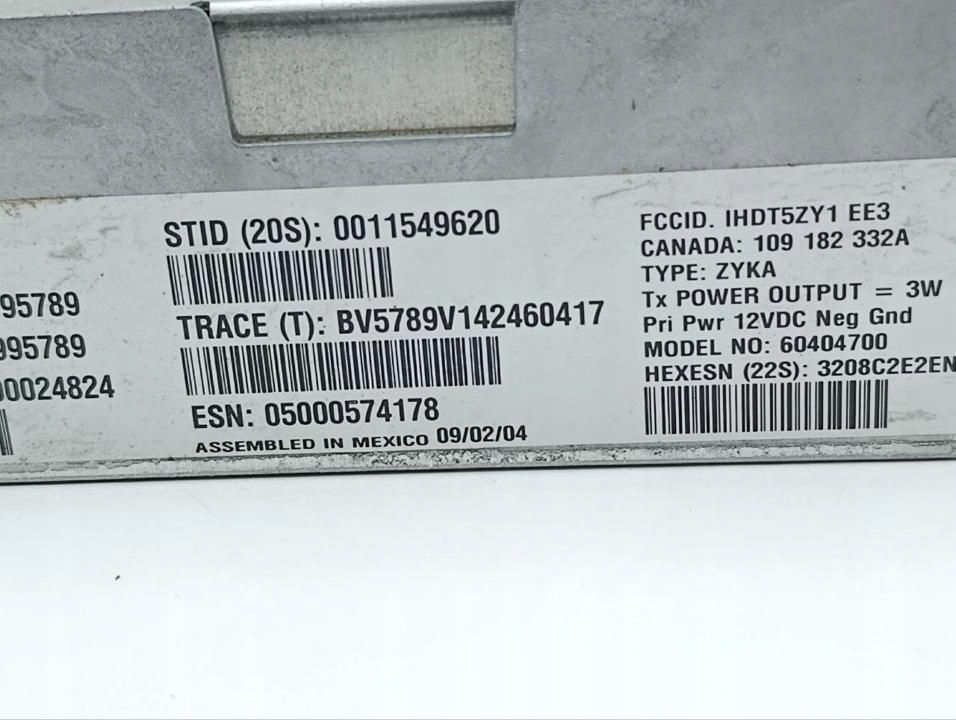 95789
995789
00024824
STID (20S): 0011549620
TRACE (T): BV5789V142460417
ESN: 05000574178
ASSEMBLED IN MEXICO 09/02/04
FCCID. IHDT5ZY1 EE3
CANADA: 109 182 332A
TYPE: ZYKA
Tx POWER OUTPUT = 3W
Pri Pwr 12VDC Neg Gnd
MODEL NO: 60404700
HEXESN (22S): 3208C2E2EN